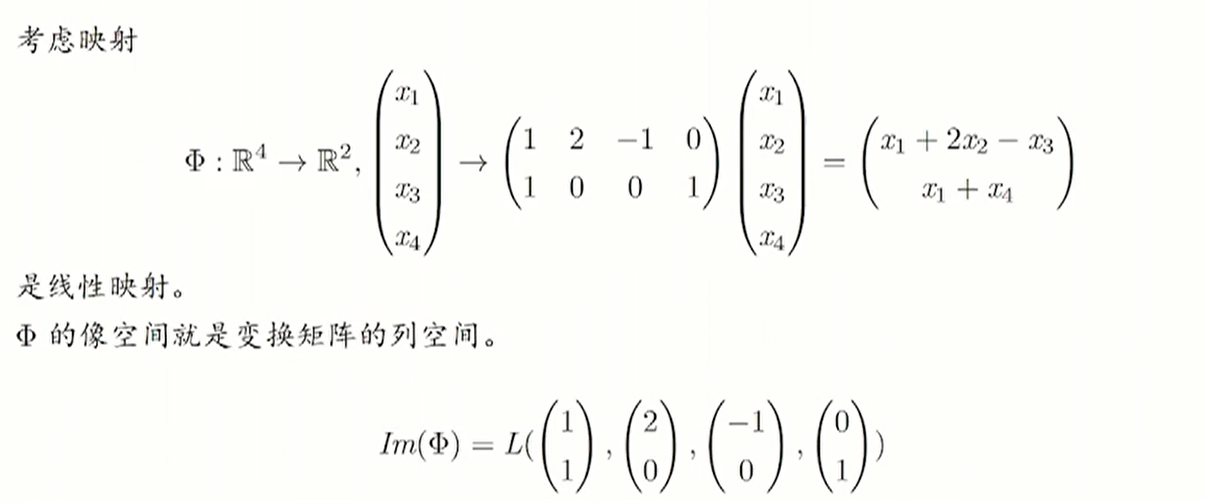 考虑映射
Φ : ℝ⁴ → ℝ², (x₁ x₂ x₃ x₄) → (1 2 −1 0; 1 0 0 1) (x₁ x₂ x₃ x₄) = (x₁ + 2x₂ − x₃; x₁ + x₄)
是线性映射。
Φ 的像空间就是变换矩阵的列空间。
Im(Φ) = L( (1 1) , (2 0) , (−1 0) , (0 1) )